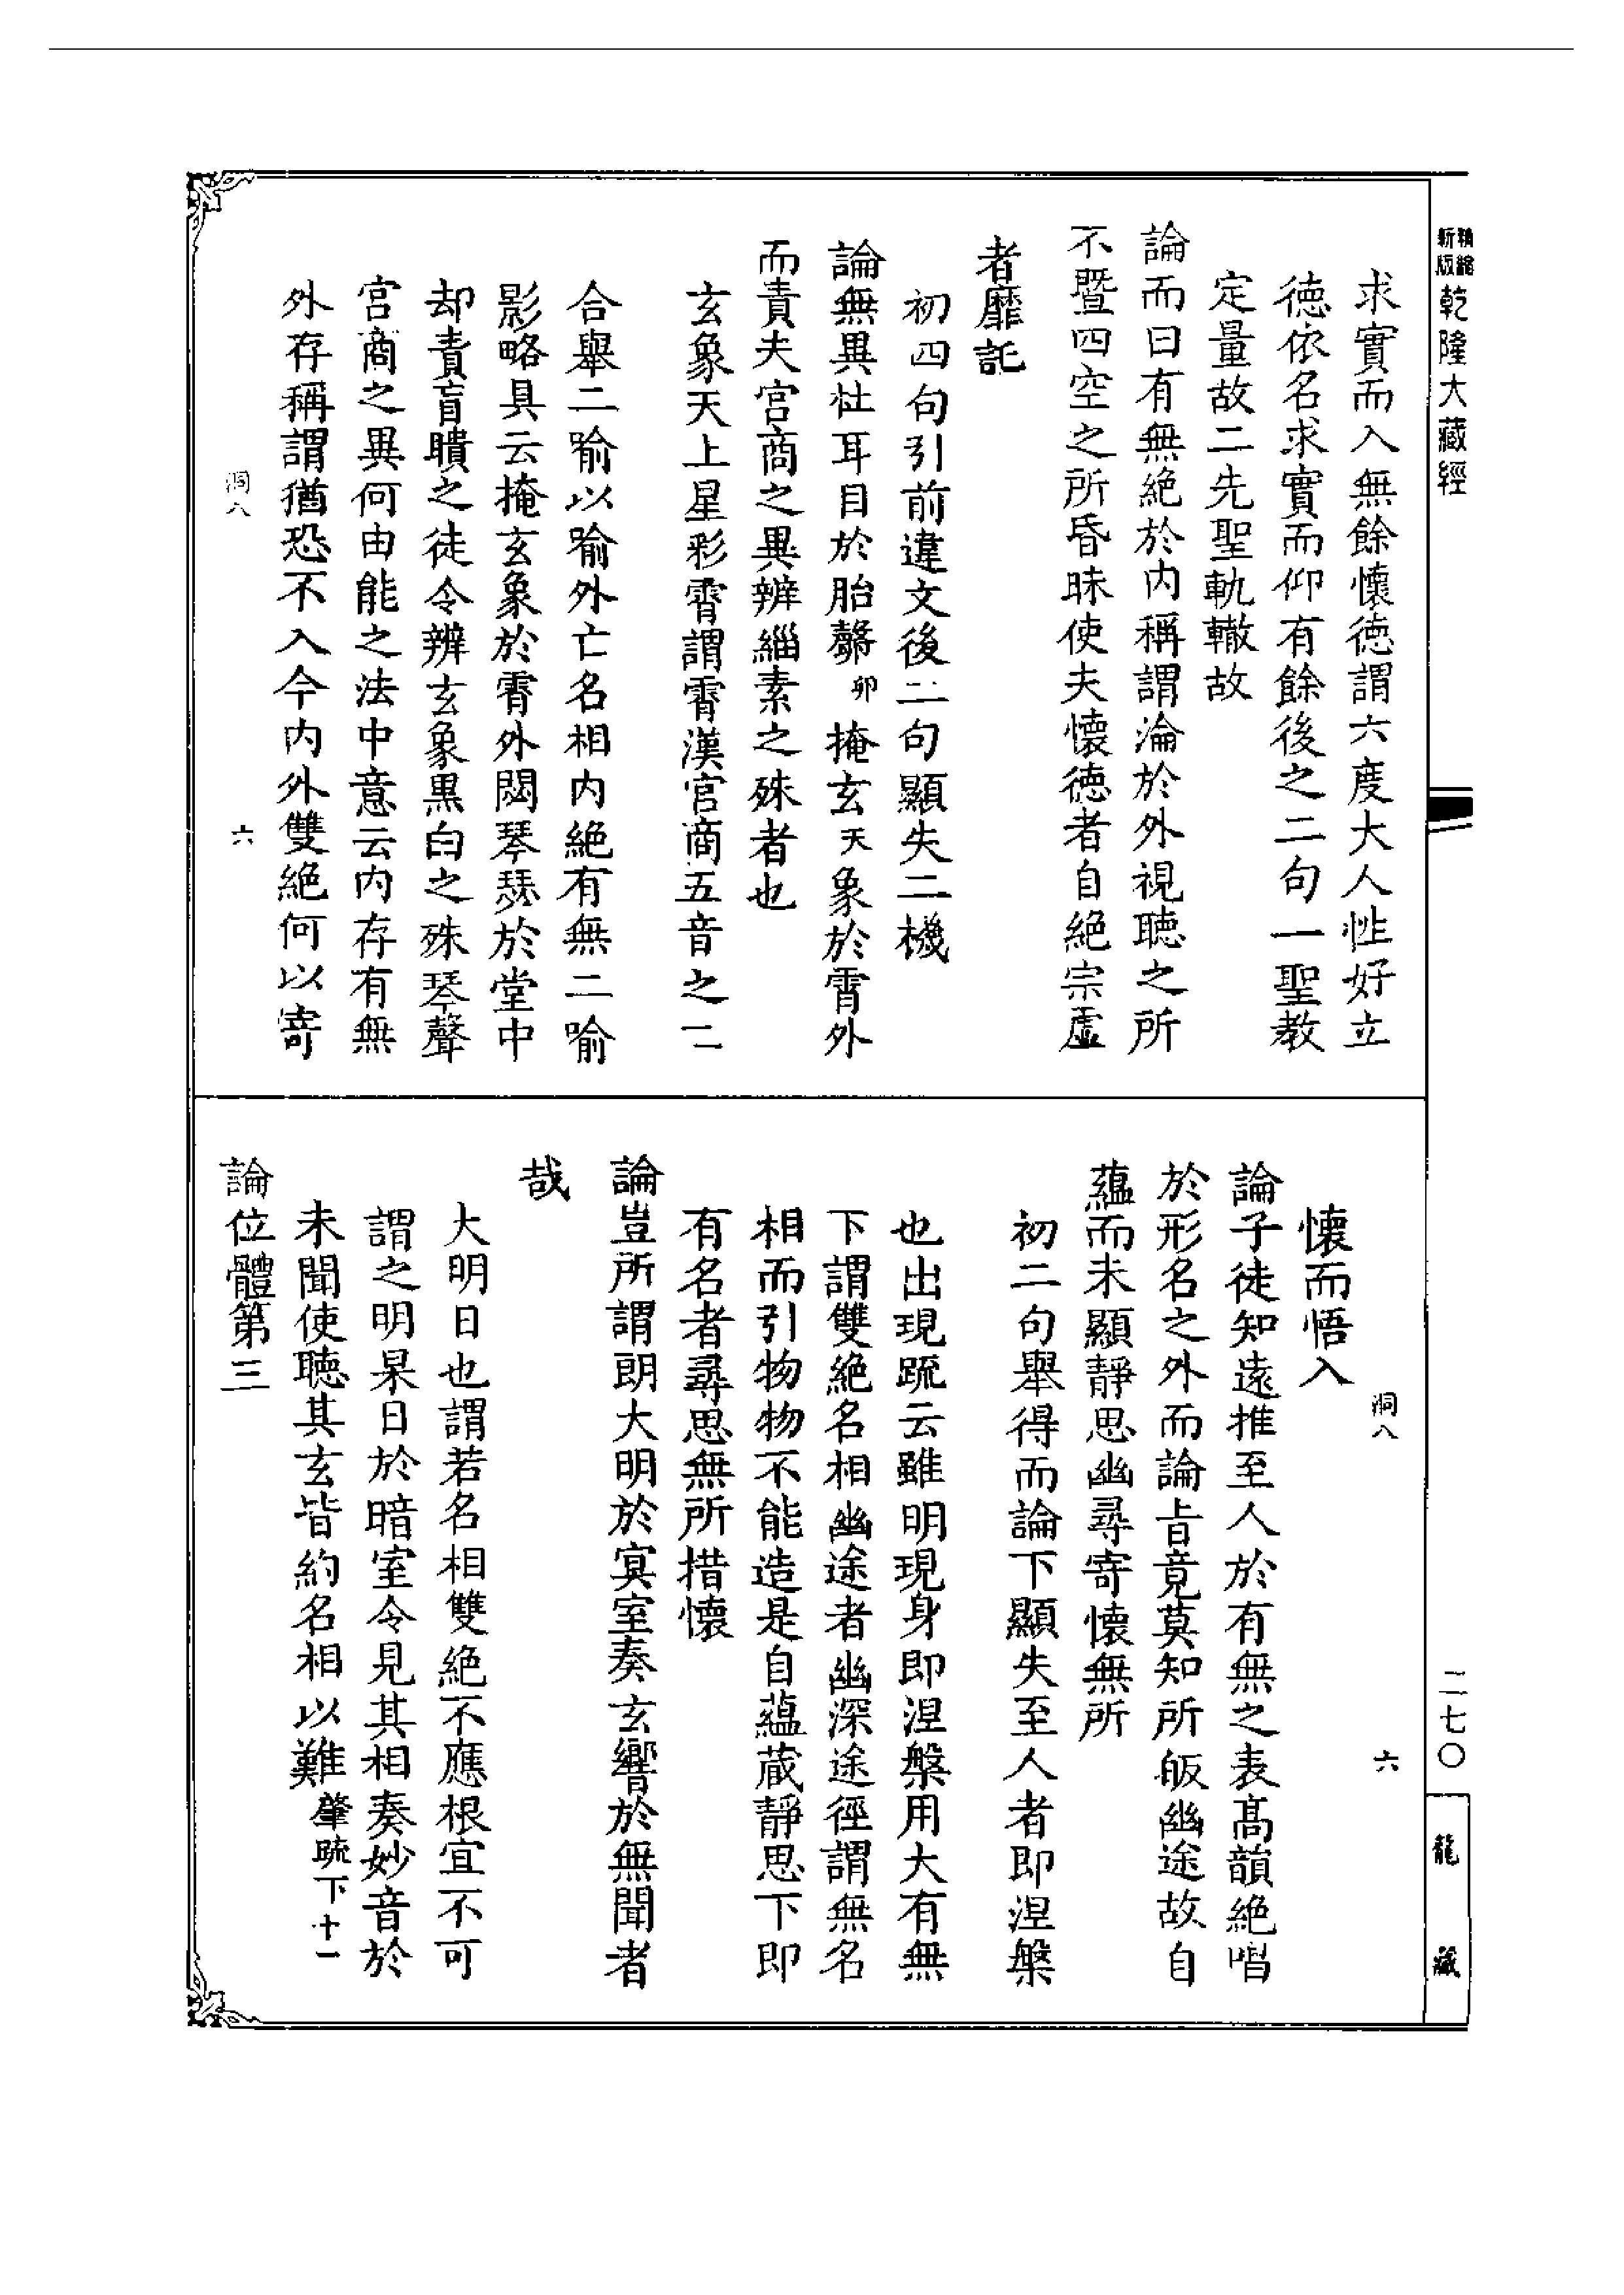 精縮新版乾隆大藏經
求實而入無餘懷德謂六度大人性好立
德依名求實而仰有餘後之二句一聖教
定量故二先聖軌轍故
論而曰有無絕於內稱謂淪於外視聽之所
不暨四空之所昏昧使夫懷德者自絕宗虛
者靡託
初四句引前違文後二句顯失二機
論無異杜耳目於胎㲉卵掩玄天象於霄外
而責夫宮商之異辨緇素之殊者也
玄象天上星彩霄謂霄漢宮商五音之二
合舉二喻以喻外亡名相內絕有無二喻
影略具云掩玄象於霄外閟琴瑟於堂中
却責盲聵之徒令辨玄象黑白之殊琴聲
宮商之異何由能之法中意云內存有無
外存稱謂猶恐不入今內外雙絕何以寄
洞八
六
懷而悟入
論子徒知遠推至人於有無之表高韻絕唱
於形名之外而論旨竟莫知所皈幽途故自
蘊而未顯靜思幽尋寄懷無所
初二句舉得而論下顯失至人者即涅槃
也出現䟽云雖明現身即涅槃用大有無
下謂雙絕名相幽途者幽深途徑謂無名
相而引物物不能造是自蘊藏靜思下即
有名者尋思無所措懷
論豈所謂朗大明於冥室奏玄響於無聞者
哉
大明日也謂若名相雙絕不應根宜不可
謂之明杲日於暗室令見其相奏妙音於
未聞使聽其玄皆約名相以難肇䟽下十一
論位體第三
洞八
六
二七〇
龍藏